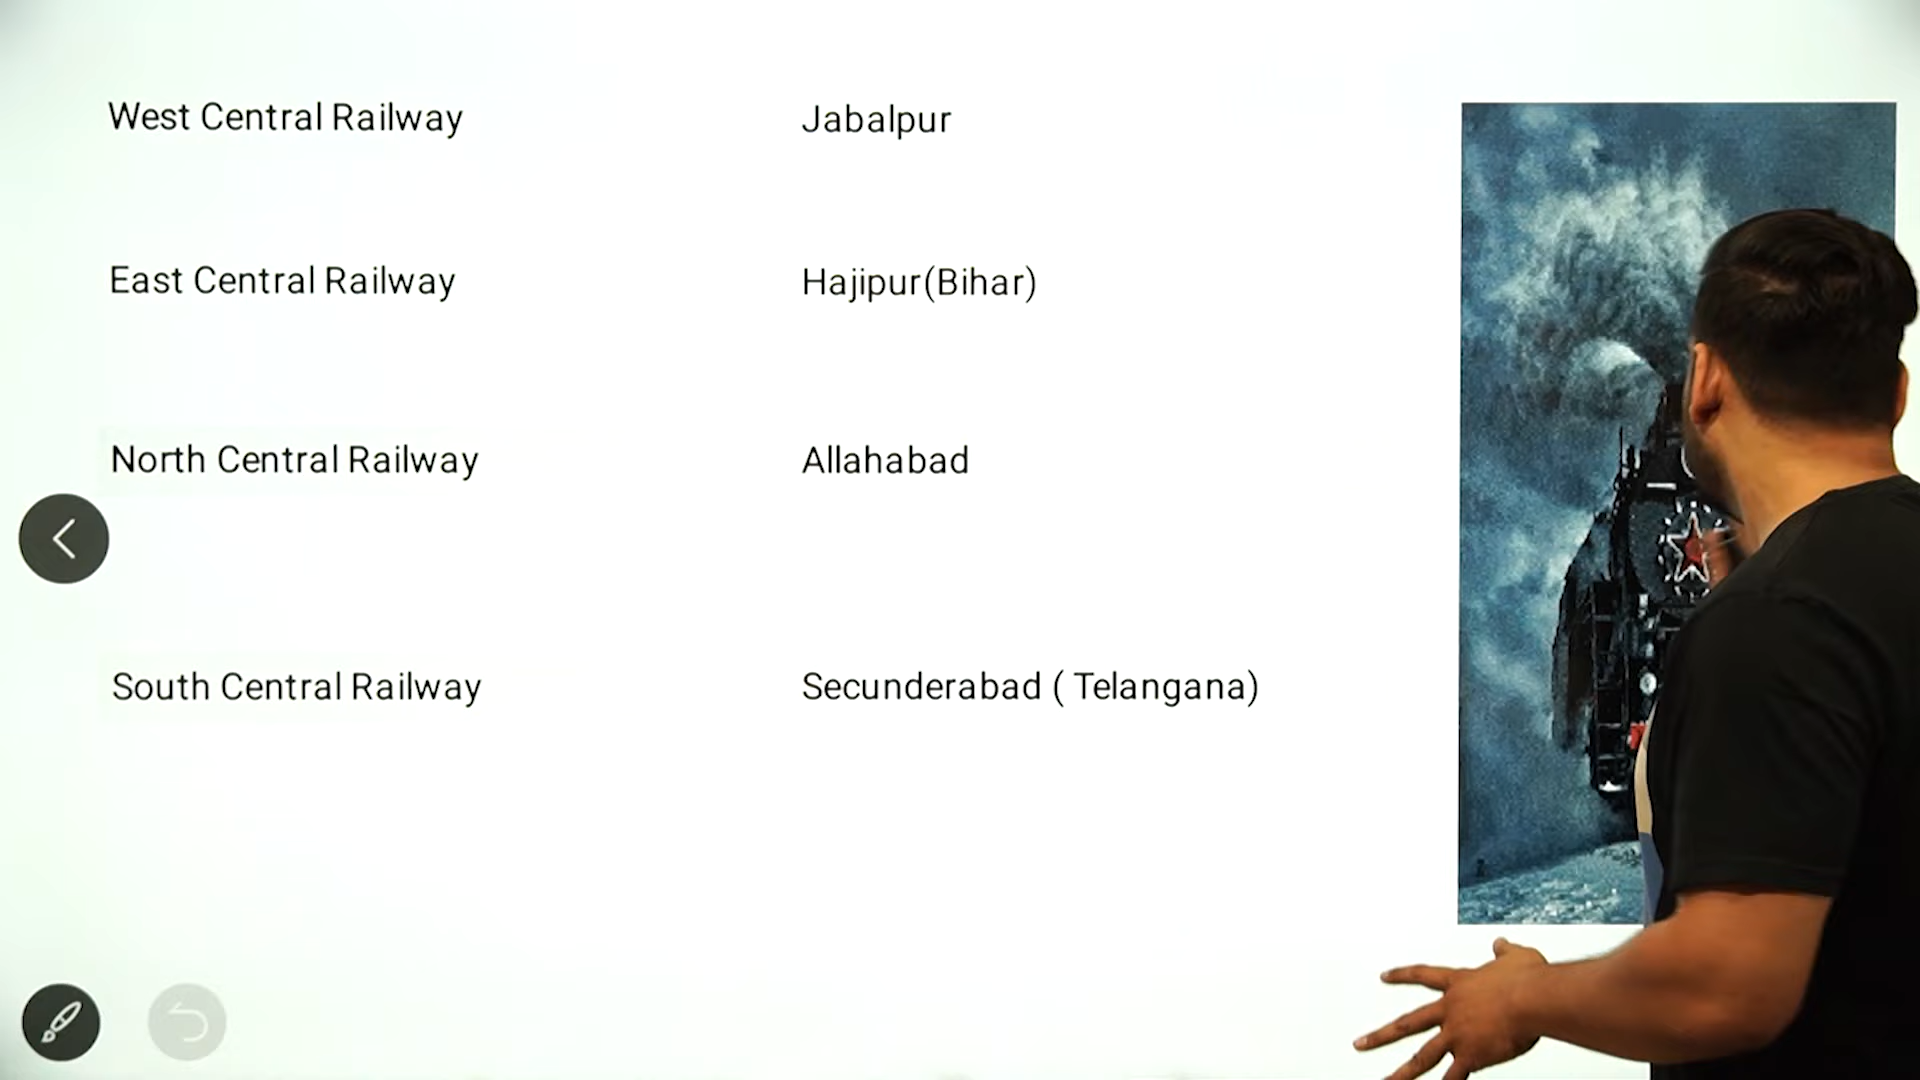 West Central Railway Jabalpur
East Central Railway Hajipur(Bihar)
North Central Railway Allahabad
South Central Railway Secunderabad ( Telangana)